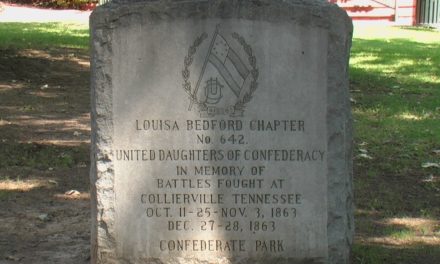 LOUISA BEDFORD CHAPTER
NO 642.
UNITED DAUGHTERS OF CONFEDERACY
IN MEMORY OF
BATTLES FOUGHT AT
COLLIERVILLE TENNESSEE
OCT. 11-25-NOV. 3, 1863
DEC. 27-28, 1863
CONFEDERATE PARK